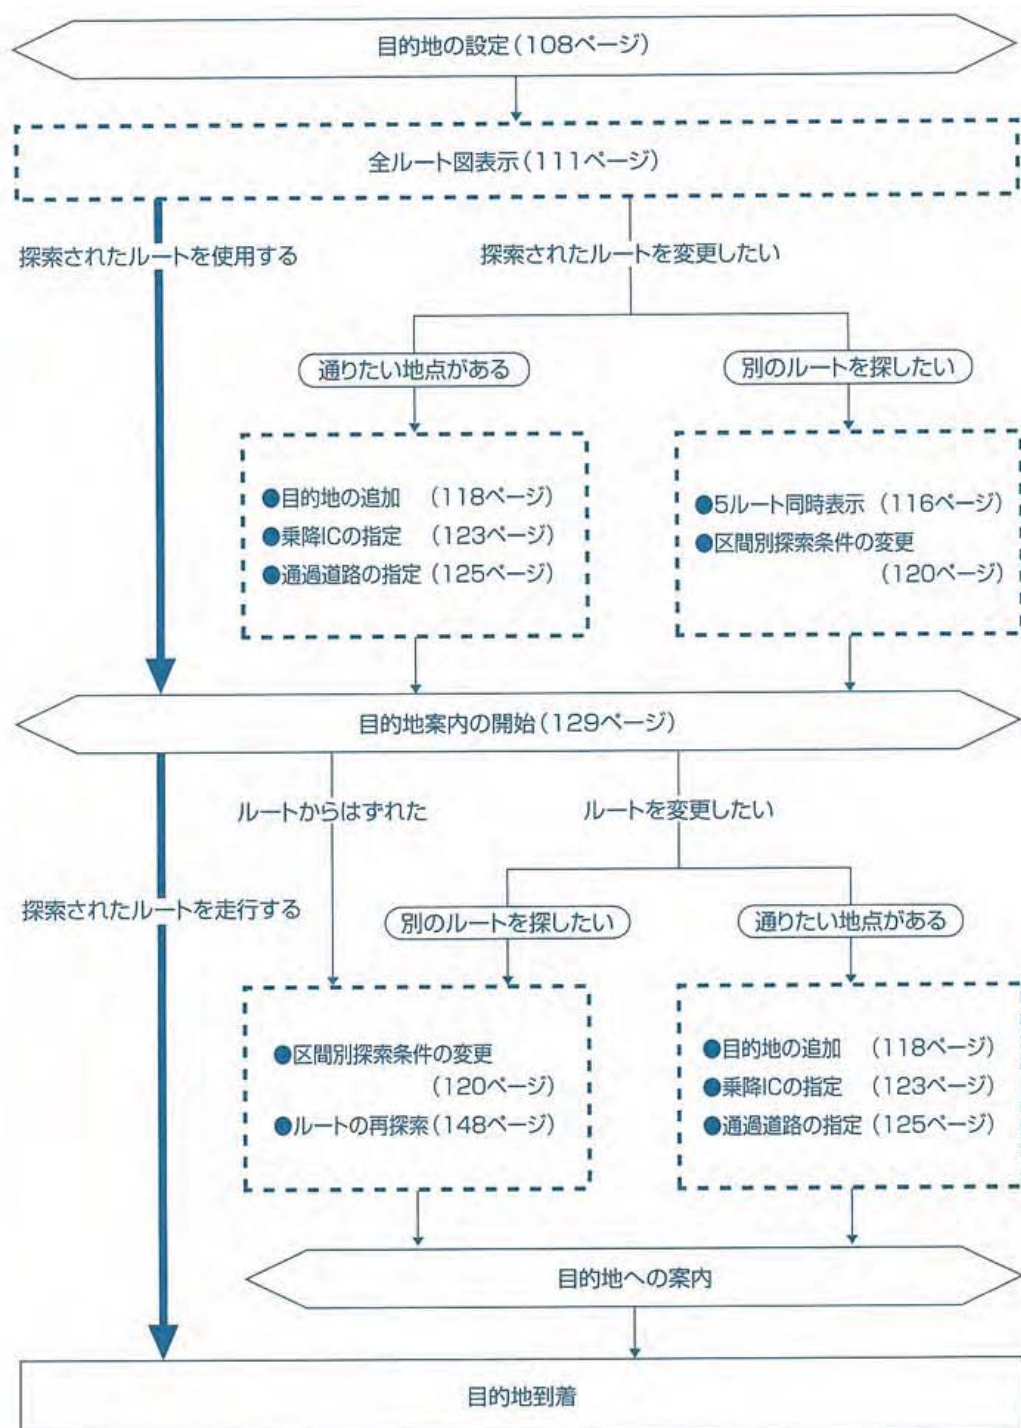 目的地の設定(108ページ)
全ルート図表示(111ページ)
探索されたルートを使用する
探索されたルートを変更したい
通りたい地点がある
別のルートを探したい
●目的地の追加 (118ページ)
●乗降ICの指定 (123ページ)
●通過道路の指定(125ページ)
●5ルート同時表示(116ページ)
●区間別探索条件の変更
(120ページ)
目的地案内の開始(129ページ)
ルートからはずれた
ルートを変更したい
探索されたルートを走行する
別のルートを探したい
通りたい地点がある
●区間別探索条件の変更
(120ページ)
●ルートの再探索(148ページ)
●目的地の追加 (118ページ)
●乗降ICの指定 (123ページ)
●通過道路の指定(125ページ)
目的地への案内
目的地到着